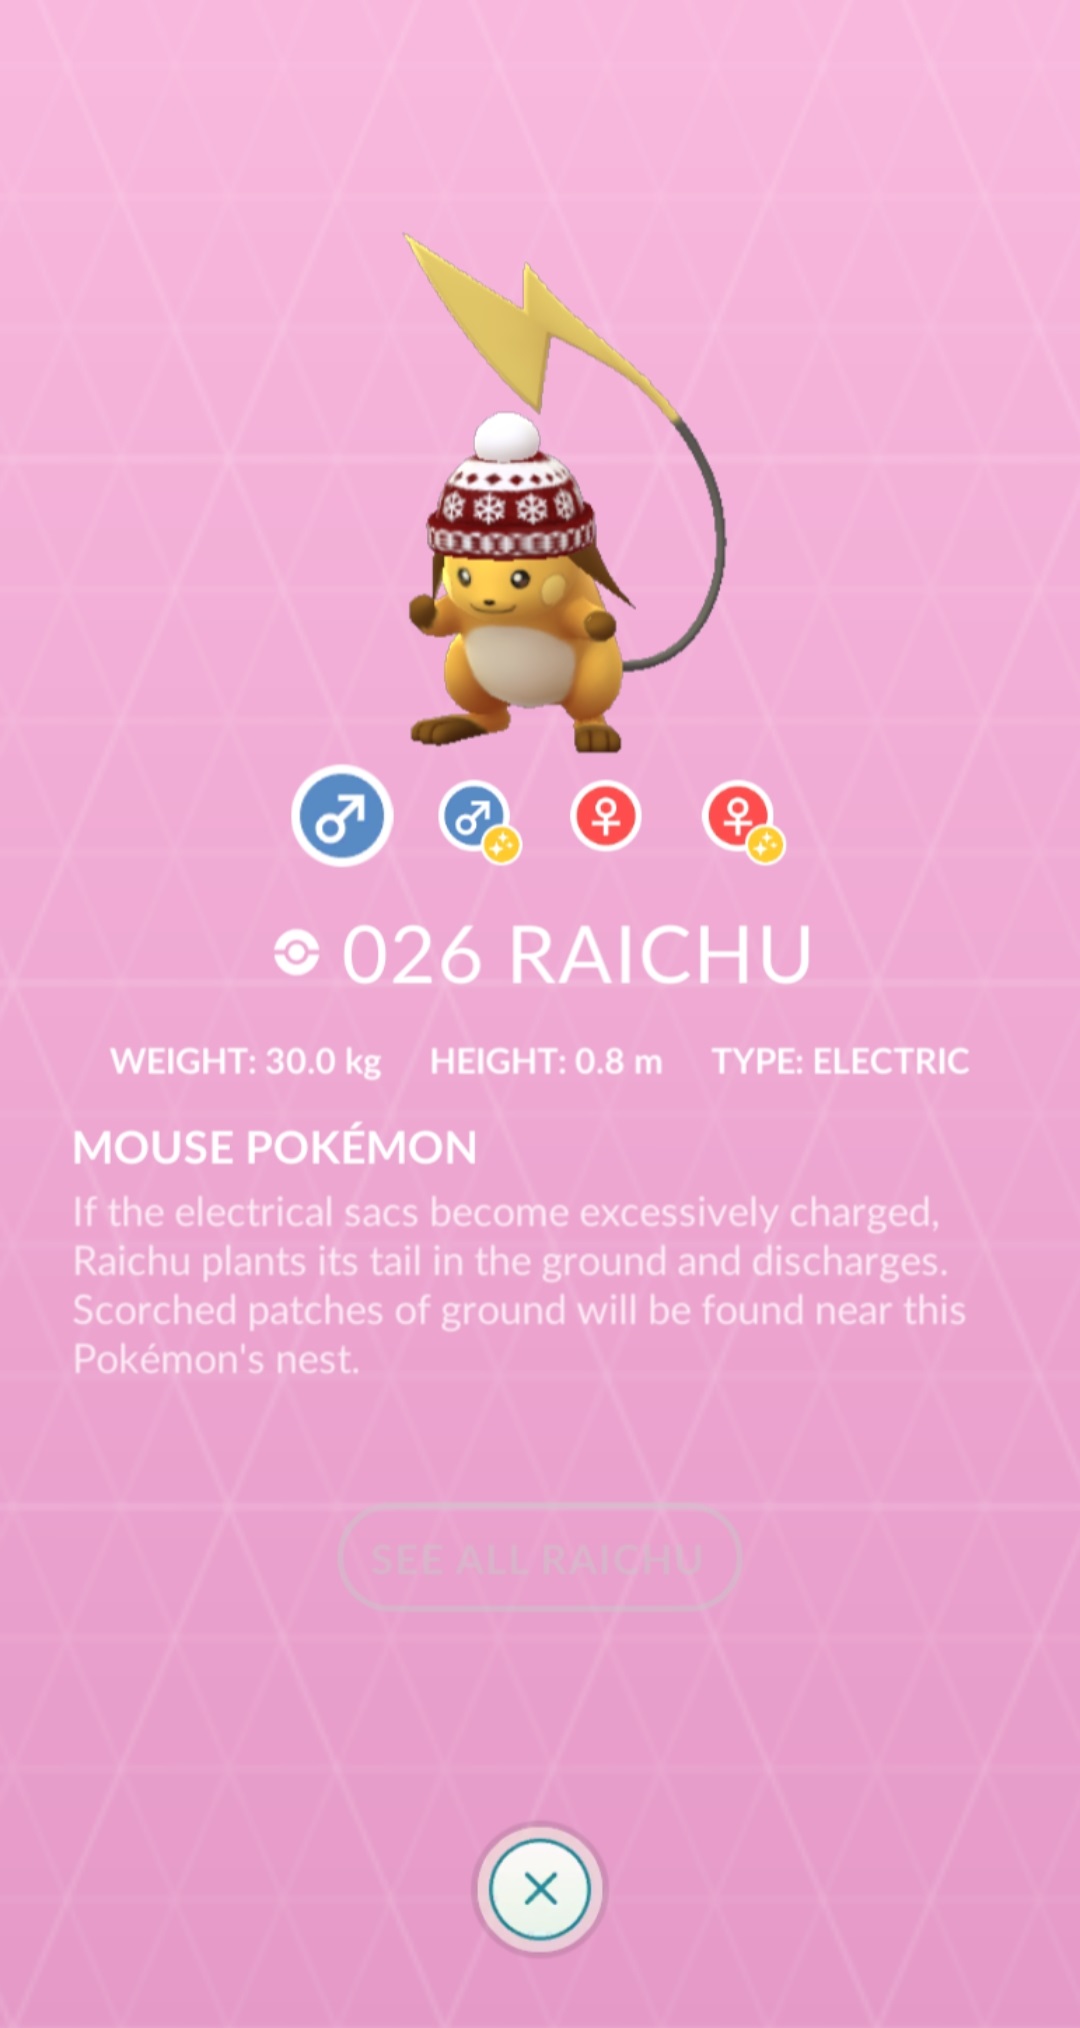 026 RAICHU
WEIGHT: 30.0 kg HEIGHT: 0.8 m TYPE: ELECTRIC
MOUSE POKÉMON
If the electrical sacs become excessively charged,
Raichu plants its tail in the ground and discharges.
Scorched patches of ground will be found near this
Pokémon's nest.
SEE ALL RAICHU